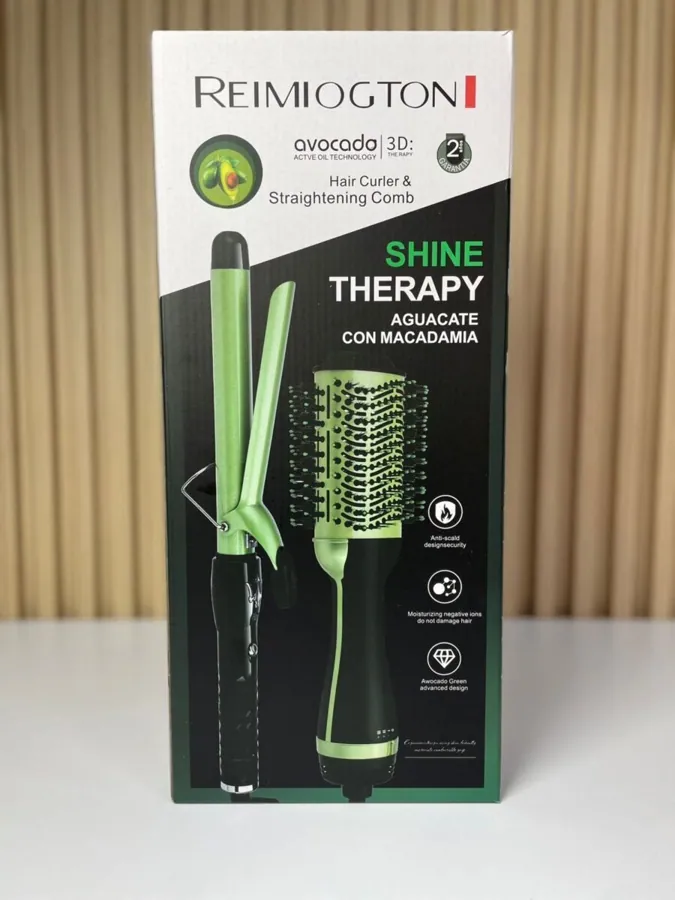 REIMIOGTON
avocado 3D:
ACTVE OIL TECHNOLOGY THE RAPY
2
GARANTIA
Hair Curler &
Straightening Comb
SHINE
THERAPY
AGUACATE
CON MACADAMIA
Anti-scald
designsecurity
Moisturizing negative ions
do not damage hair
Awocado Green
advanced design